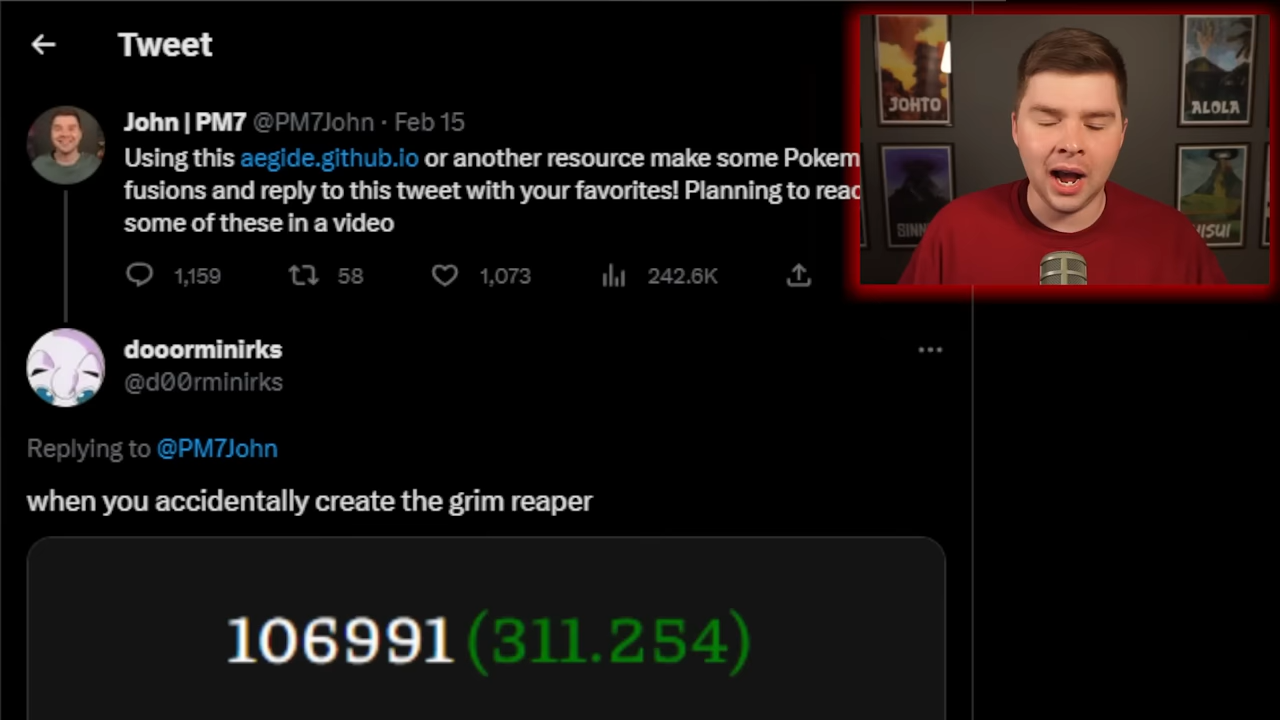 Tweet
John | PM7 @PM7John · Feb 15
Using this aegide.github.io or another resource make some Pokem
fusions and reply to this tweet with your favorites! Planning to reac
some of these in a video
1,159 58 1,073 242.6K
dooorminirks
@d00rminirks
Replying to @PM7John
when you accidentally create the grim reaper
106991 (311.254)
JOHTO
ALOLA
SINN
HISUI